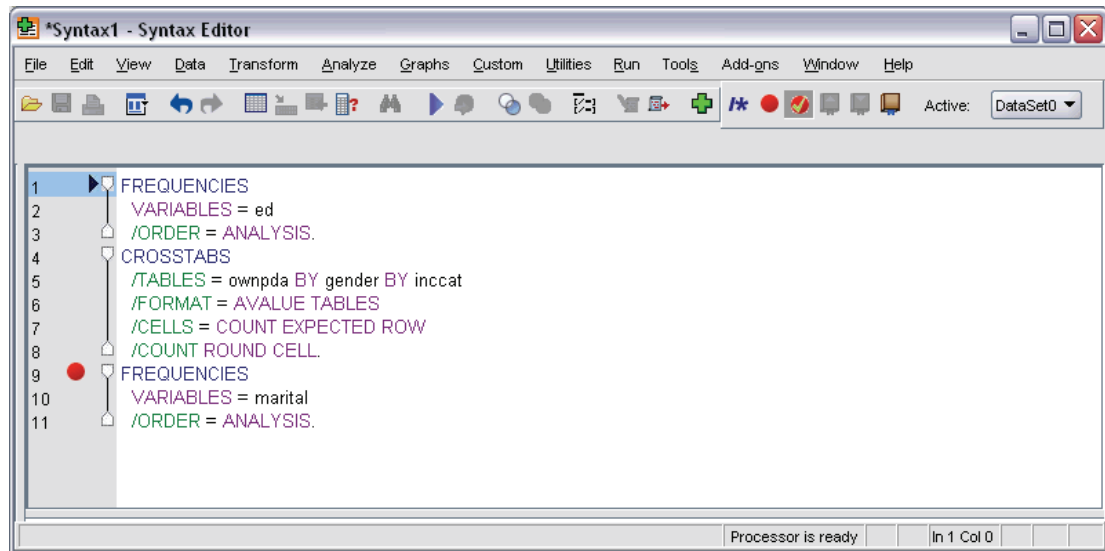 *Syntax1 - Syntax Editor
File Edit View Data Transform Analyze Graphs Custom Utilities Run Tools Add-ons Window Help
Active: DataSet0
1 FREQUENCIES
2 VARIABLES = ed
3 /ORDER = ANALYSIS.
4 CROSSTABS
5 /TABLES = ownpda BY gender BY inccat
6 /FORMAT = AVALUE TABLES
7 /CELLS = COUNT EXPECTED ROW
8 /COUNT ROUND CELL.
9 FREQUENCIES
10 VARIABLES = marital
11 /ORDER = ANALYSIS.
Processor is ready In 1 Col 0